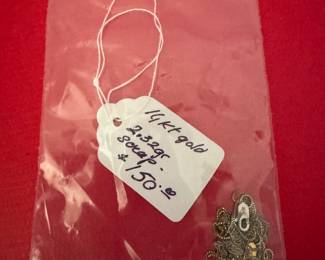 14kt gold
2.32gr
scrap.
$150.00